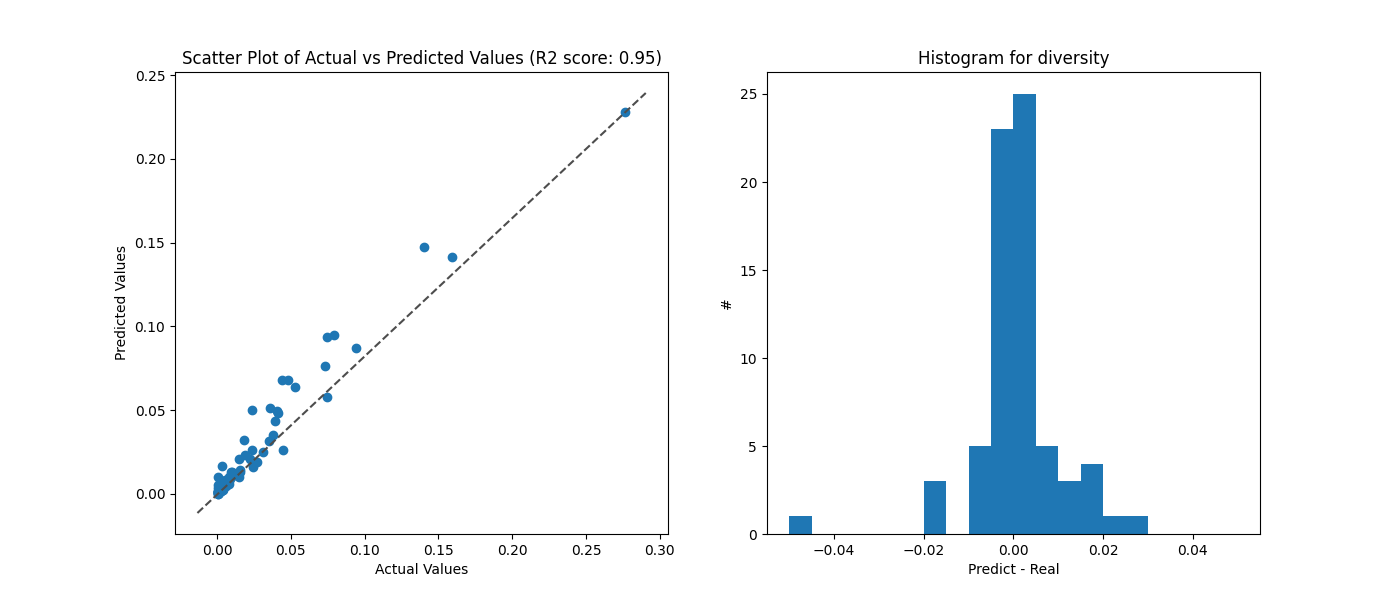 Scatter Plot of Actual vs Predicted Values (R2 score: 0.95)
0.25
0.20
0.15
0.10
0.05
0.00
Predicted Values
0.00 0.05 0.10 0.15 0.20 0.25 0.30
Actual Values
Histogram for diversity
25
20
15
10
5
0
#
−0.04 −0.02 0.00 0.02 0.04
Predict - Real